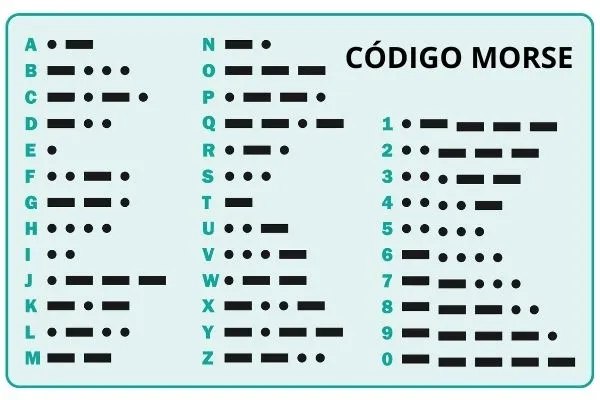 CÓDIGO MORSE
A • —
B — • • •
C — • — •
D — • •
E •
F • • — •
G — — •
H • • • •
I • •
J • — — —
K — • —
L • — • •
M — —
N — •
O — — —
P • — — •
Q — — • —
R • — •
S • • •
T —
U • • —
V • • • —
W • — —
X — • • —
Y — • — —
Z — — • •
1 • — — — —
2 • • — — —
3 • • • — —
4 • • • • —
5 • • • • •
6 — • • • •
7 — — • • •
8 — — — • •
9 — — — — •
0 — — — — —